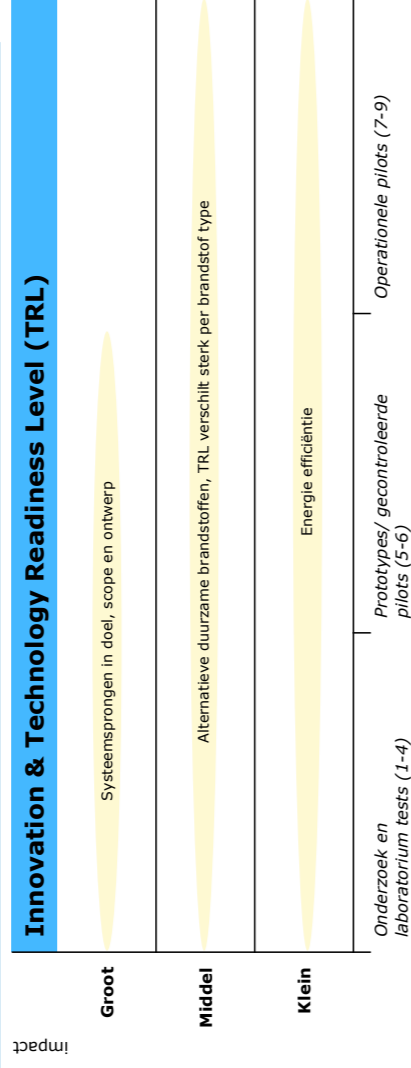 Innovation & Technology Readiness Level (TRL)
impact
Groot
Systeemsprongen in doel, scope en ontwerp
Middel
Alternatieve duurzame brandstoffen, TRL verschilt sterk per brandstof type
Klein
Energie efficiëntie
Onderzoek en
laboratorium tests (1-4)
Prototypes/ gecontroleerde
pilots (5-6)
Operationele pilots (7-9)